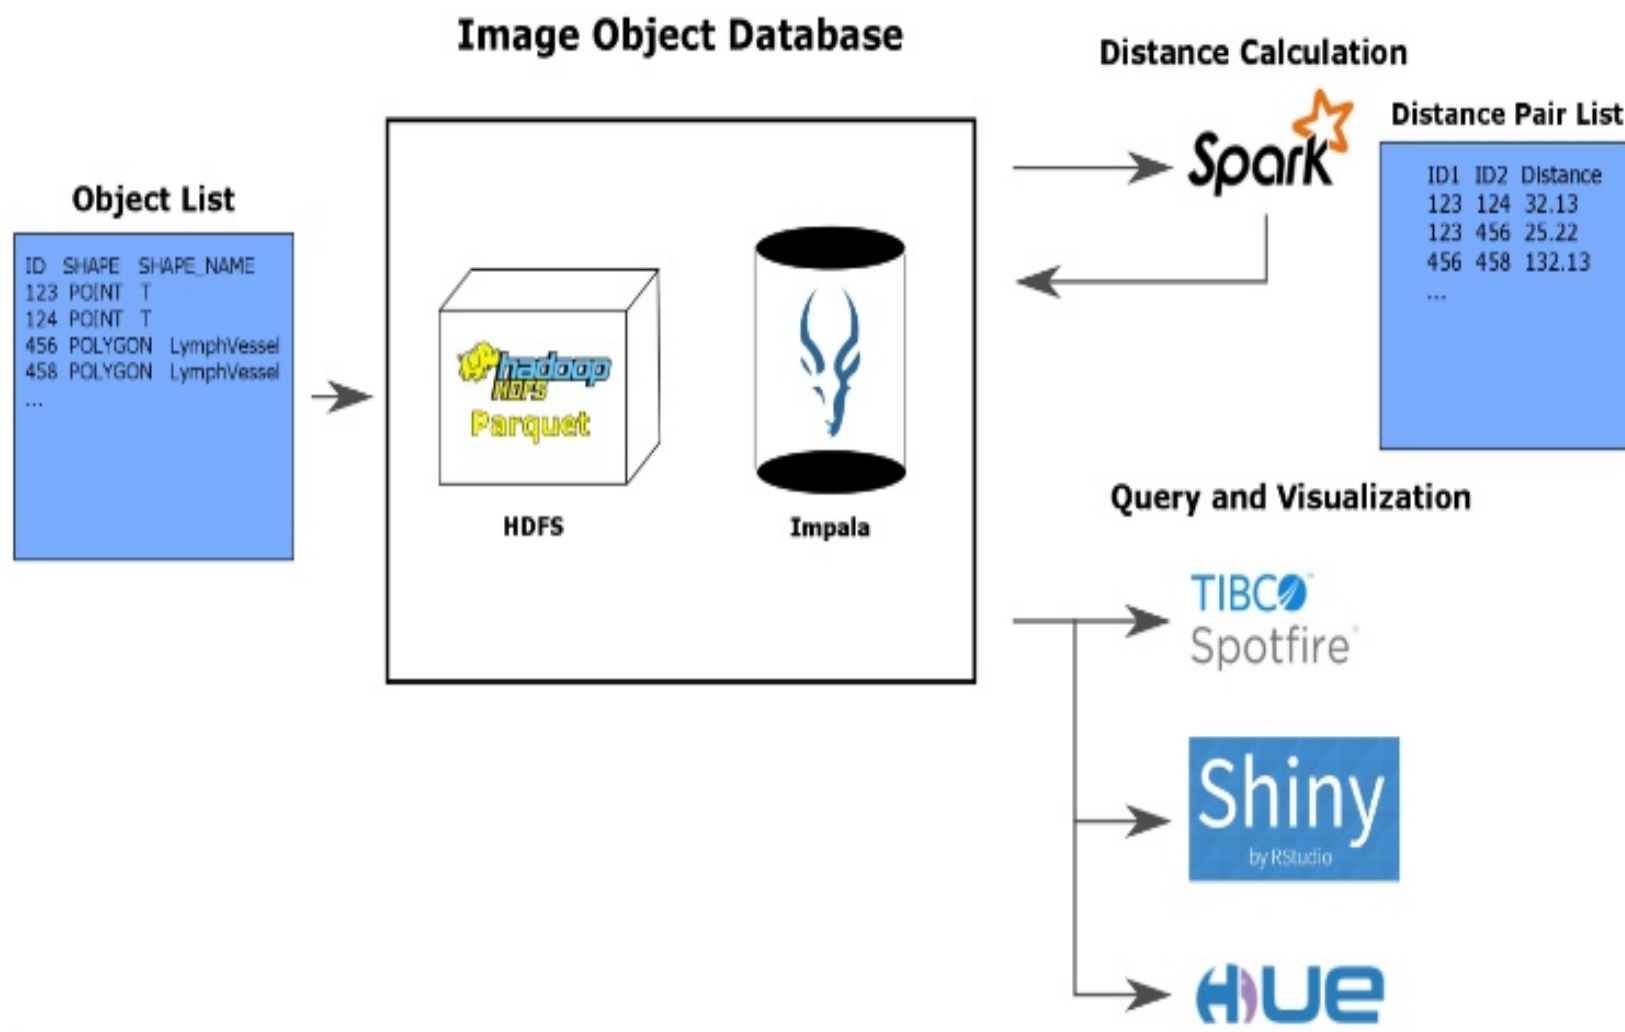 Image Object Database
Distance Calculation
Spark
Distance Pair List
ID1 ID2 Distance
123 124 32.13
123 456 25.22
456 458 132.13
...
Object List
ID SHAPE SHAPE_NAME
123 POINT T
124 POINT T
456 POLYGON LymphVessel
458 POLYGON LymphVessel
...
hadoop
HDFS
Parquet
HDFS
Impala
Query and Visualization
TIBCO™
Spotfire®
Shiny
by RStudio
HUE